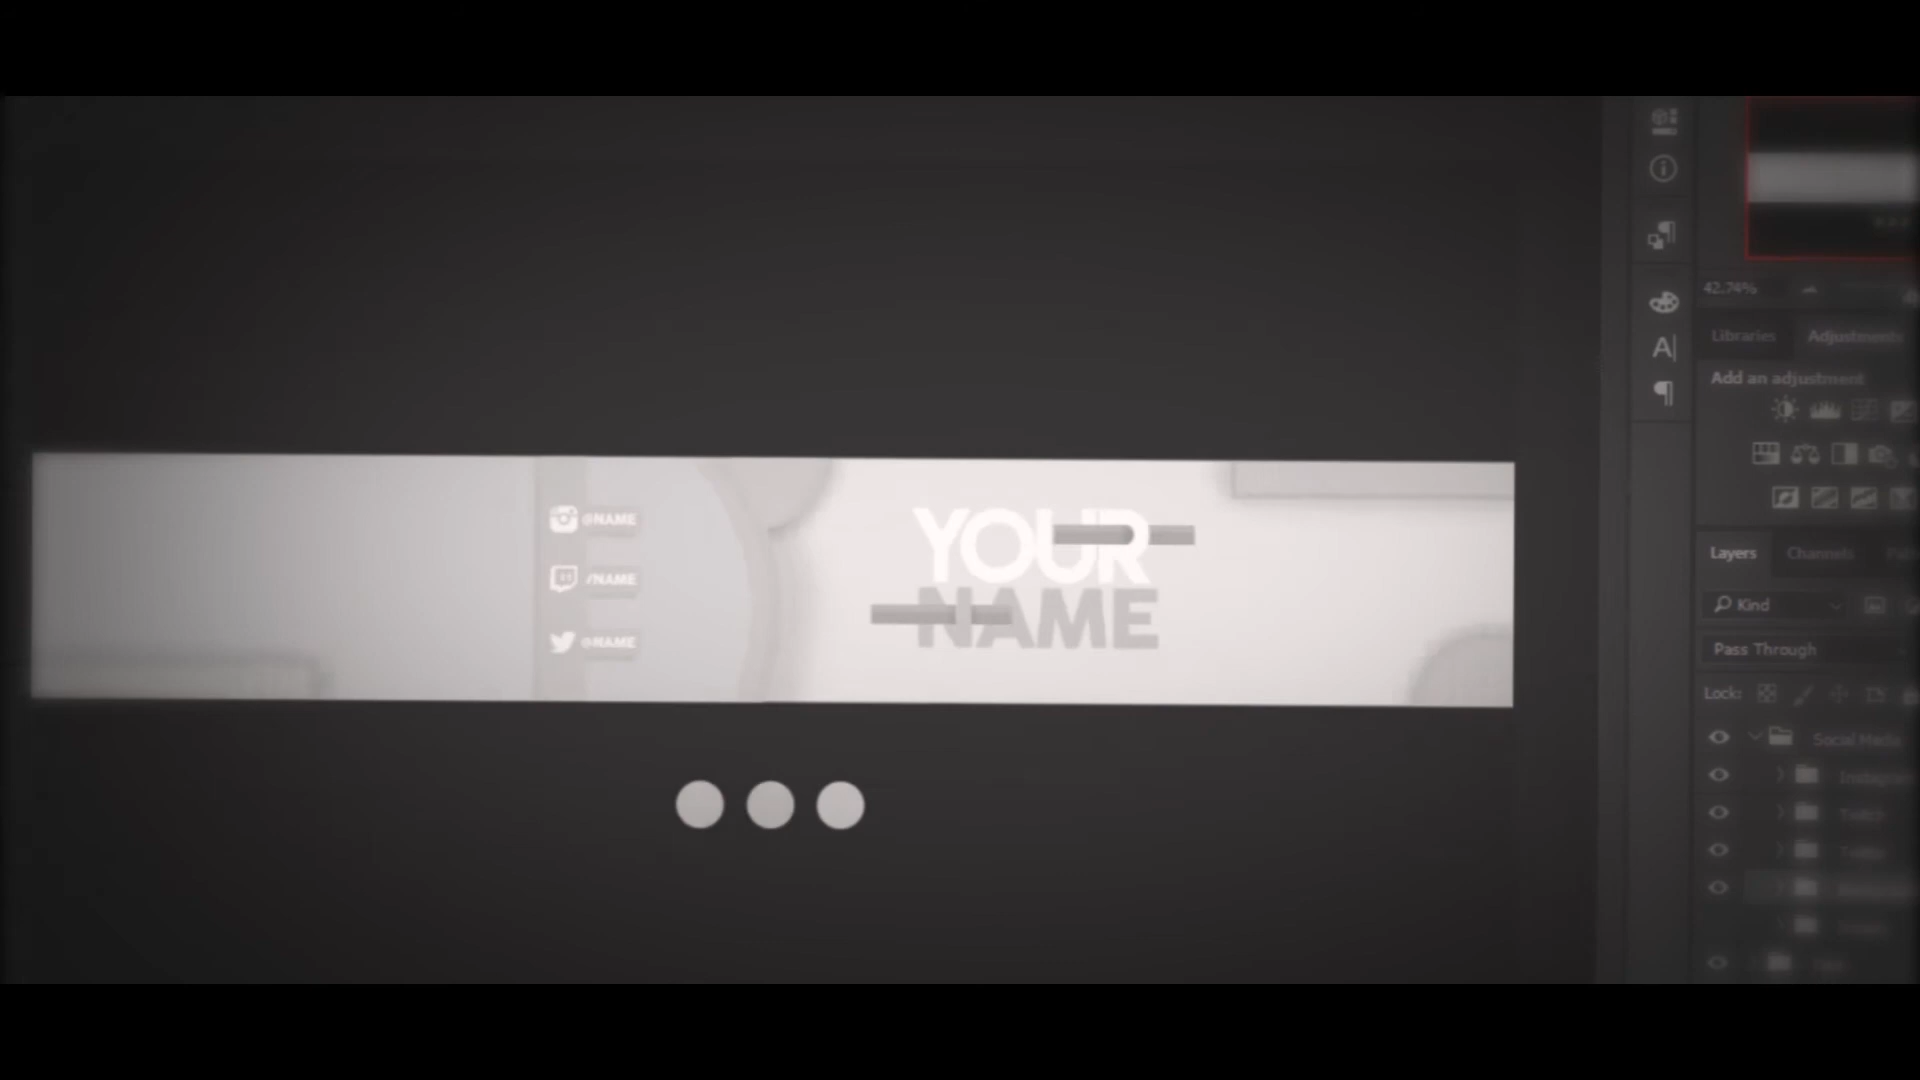 @NAME
/NAME
@NAME
YOUR
NAME
42.74%
Libraries
Adjustments
Add an adjustment
Layers
Channels
Kind
Pass Through
Lock:
Social Media
Twitch